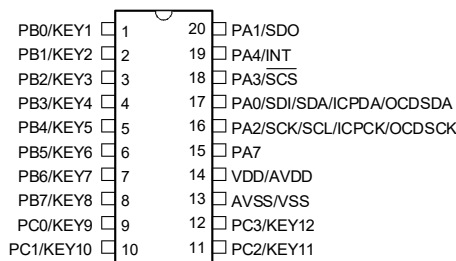 PB0/KEY1 1 20 PA1/SDO
PB1/KEY2 2 19 PA4/INT
PB2/KEY3 3 18 PA3/SCS
PB3/KEY4 4 17 PA0/SDI/SDA/ICPDA/OCDSDA
PB4/KEY5 5 16 PA2/SCK/SCL/ICPCK/OCDSCK
PB5/KEY6 6 15 PA7
PB6/KEY7 7 14 VDD/AVDD
PB7/KEY8 8 13 AVSS/VSS
PC0/KEY9 9 12 PC3/KEY12
PC1/KEY10 10 11 PC2/KEY11